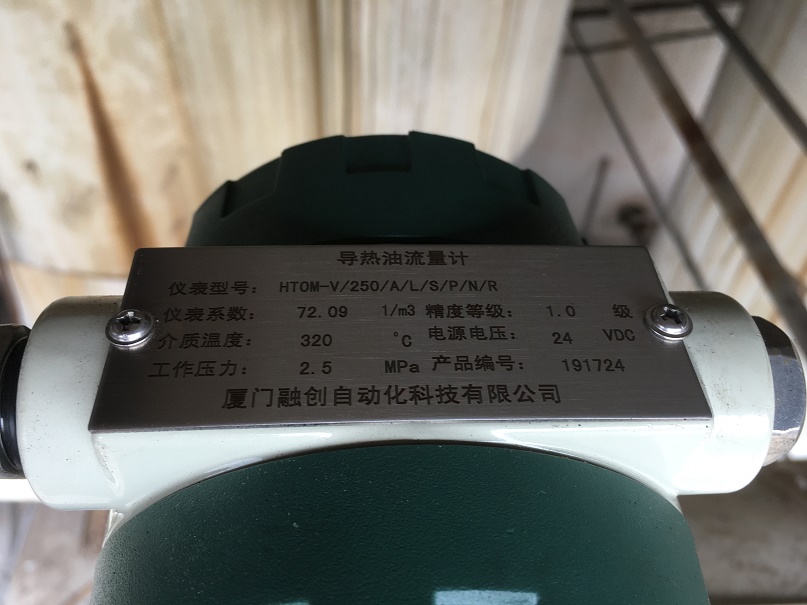 导热油流量计
仪表型号: HTOM-V/250/A/L/S/P/N/R
仪表系数: 72.09 1/m3 精度等级: 1.0 级
介质温度: 320 ℃ 电源电压: 24 VDC
工作压力: 2.5 MPa 产品编号: 191724
厦门融创自动化科技有限公司